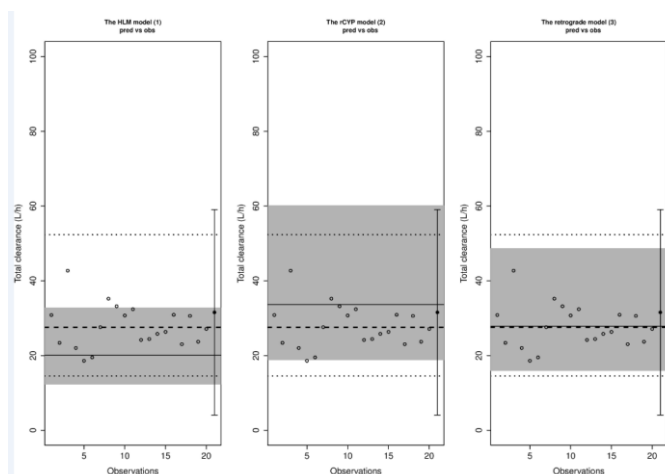 The HLM model (1)
pred vs obs
Total clearance (L/h)
100
80
60
40
20
0
5
10
15
20
Observations
The rCYP model (2)
pred vs obs
Total clearance (L/h)
100
80
60
40
20
0
5
10
15
20
Observations
The retrograde model (3)
pred vs obs
Total clearance (L/h)
100
80
60
40
20
0
5
10
15
20
Observations